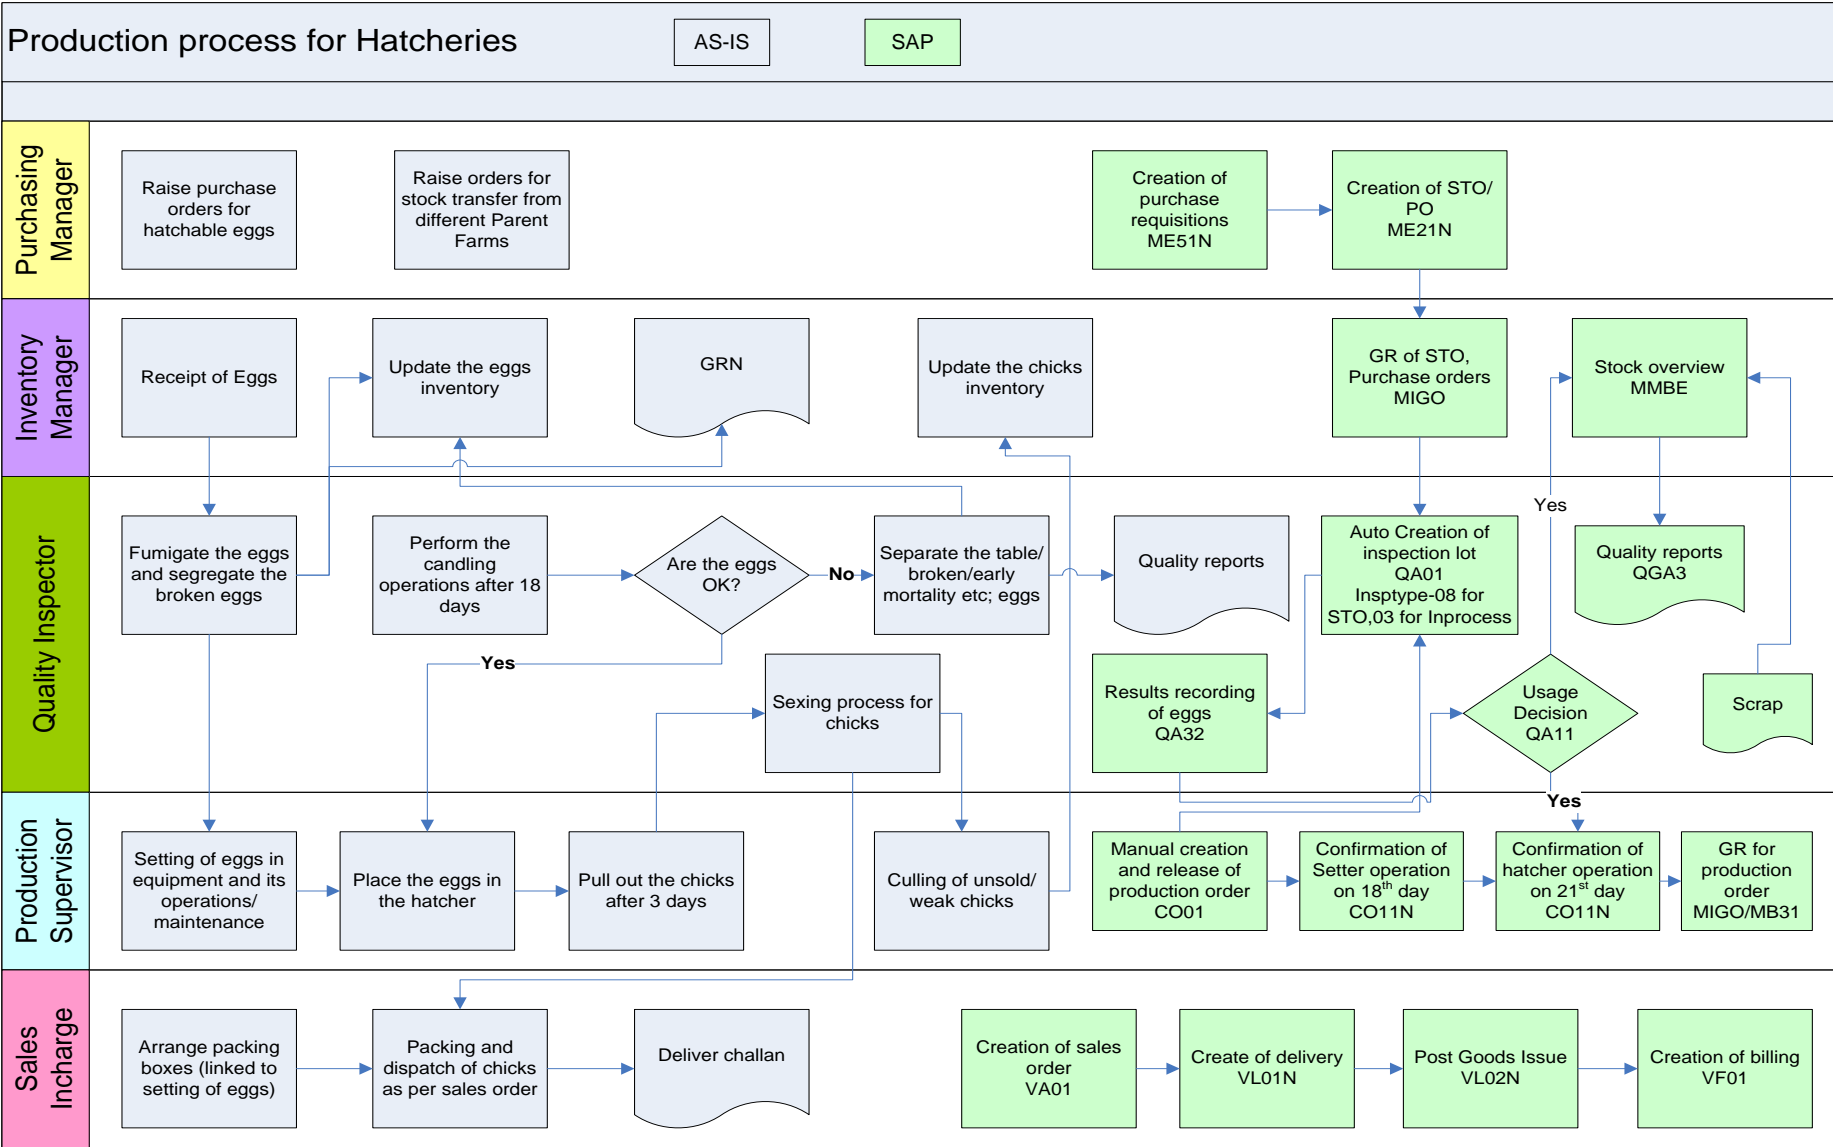 Production process for Hatcheries
AS-IS
SAP
Purchasing
Manager
Raise purchase
orders for
hatchable eggs
Raise orders for
stock transfer from
different Parent
Farms
Creation of
purchase
requisitions
ME51N
Creation of STO/
PO
ME21N
Inventory
Manager
Receipt of Eggs
Update the eggs
inventory
GRN
Update the chicks
inventory
GR of STO,
Purchase orders
MIGO
Stock overview
MMBE
Quality Inspector
Fumigate the eggs
and segregate the
broken eggs
Perform the
candling
operations after 18
days
Are the eggs
OK?
No
Separate the table/
broken/early
mortality etc; eggs
Quality reports
Auto Creation of
inspection lot
QA01
Insptype-08 for
STO,03 for Inprocess
Yes
Quality reports
QGA3
Yes
Sexing process for
chicks
Results recording
of eggs
QA32
Usage
Decision
QA11
Scrap
Yes
Production
Supervisor
Setting of eggs in
equipment and its
operations/
maintenance
Place the eggs in
the hatcher
Pull out the chicks
after 3 days
Culling of unsold/
weak chicks
Manual creation
and release of
production order
CO01
Confirmation of
Setter operation
on 18th day
CO11N
Confirmation of
hatcher operation
on 21st day
CO11N
GR for
production
order
MIGO/MB31
Sales
Incharge
Arrange packing
boxes (linked to
setting of eggs)
Packing and
dispatch of chicks
as per sales order
Deliver challan
Creation of sales
order
VA01
Create of delivery
VL01N
Post Goods Issue
VL02N
Creation of billing
VF01